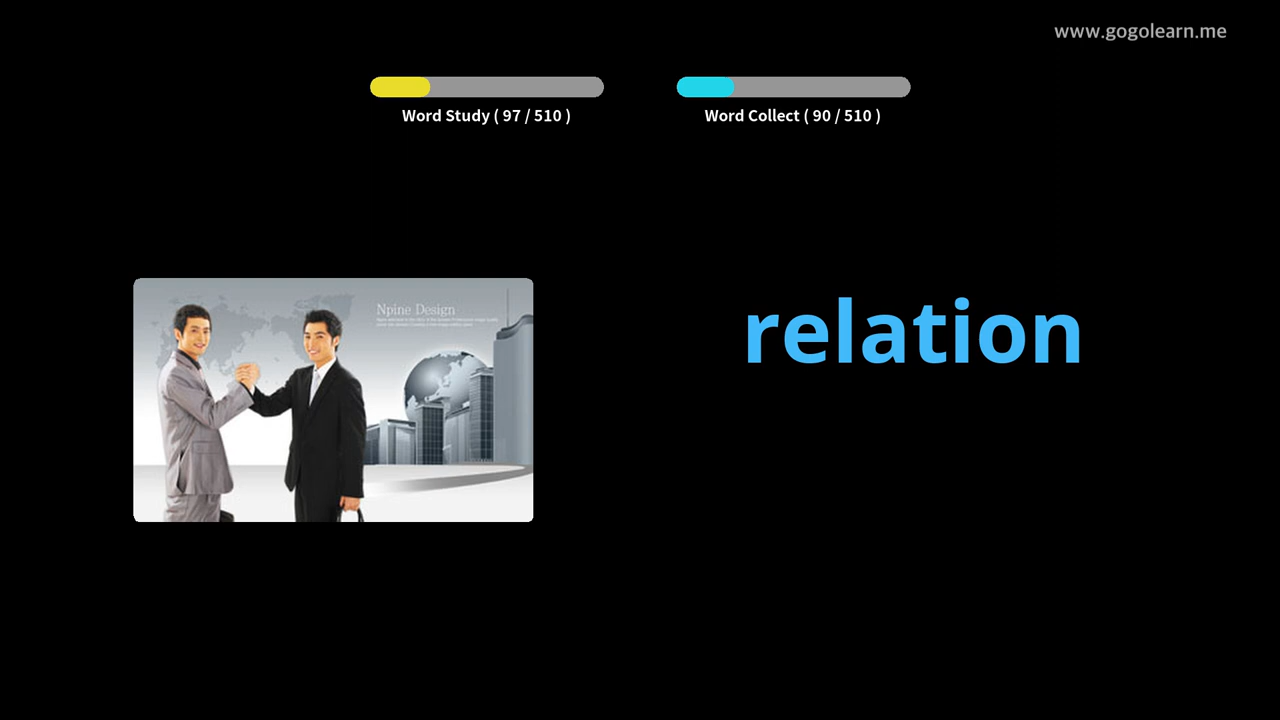 www.gogolearn.me
Word Study ( 97 / 510 )
Word Collect ( 90 / 510 )
Npine Design
relation